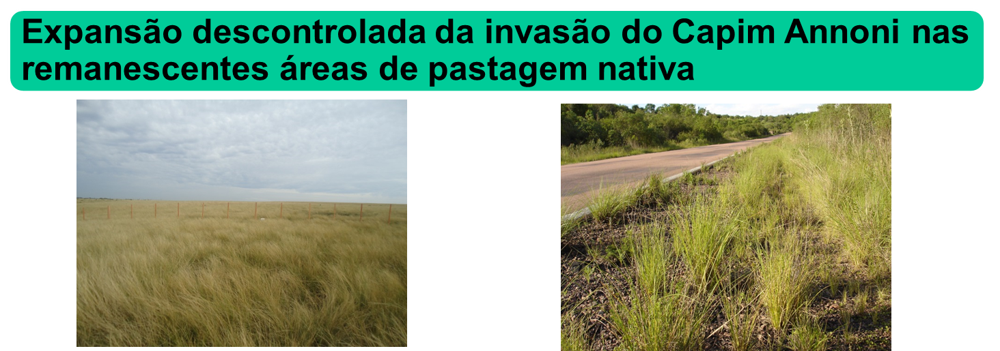 Expansão descontrolada da invasão do Capim Annoni nas
remanescentes áreas de pastagem nativa